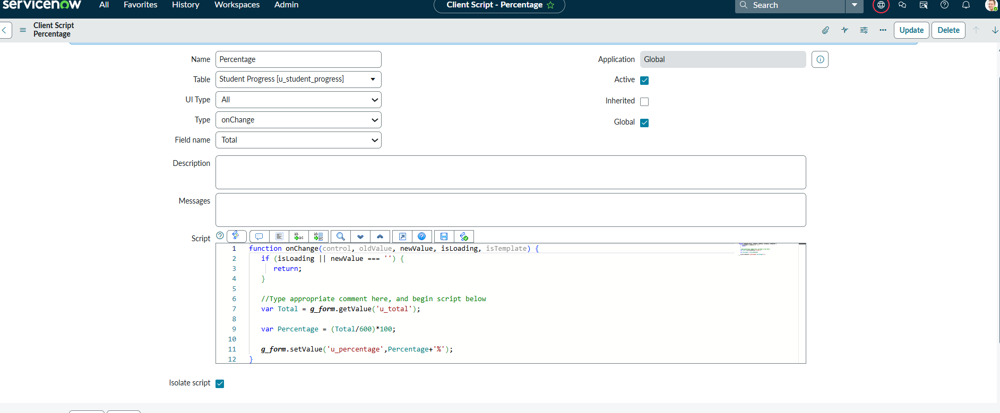 servicenow
All Favorites History Workspaces Admin
Client Script - Percentage
Search
Client Script
Percentage
Update Delete
Name Percentage
Application Global
Table Student Progress [u_student_progress]
Active
UI Type All
Inherited
Type onChange
Global
Field name Total
Description
Messages
Script
1 function onChange(control, oldValue, newValue, isLoading, isTemplate) {
2 if (isLoading || newValue === '') {
3 return;
4 }
5
6 //Type appropriate comment here, and begin script below
7 var Total = g_form.getValue('u_total');
8
9 var Percentage = (Total/600)*100;
10
11 g_form.setValue('u_percentage',Percentage+'%');
12 }
Isolate script